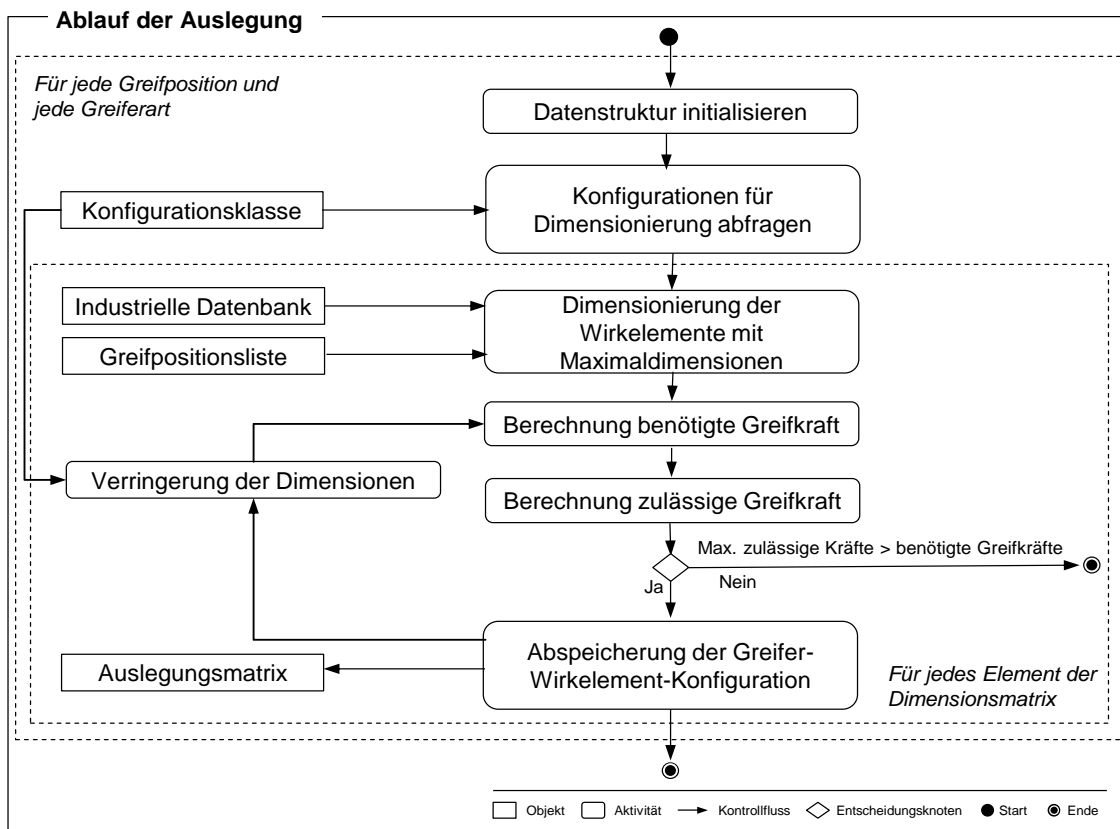 Ablauf der Auslegung
Für jede Greifposition und
jede Greiferart
Datenstruktur initialisieren
Konfigurationsklasse
Konfigurationen für
Dimensionierung abfragen
Industrielle Datenbank
Greifpositionsliste
Dimensionierung der
Wirkelemente mit
Maximaldimensionen
Berechnung benötigte Greifkraft
Verringerung der Dimensionen
Berechnung zulässige Greifkraft
Max. zulässige Kräfte > benötigte Greifkräfte
Nein
Ja
Auslegungsmatrix
Abspeicherung der Greifer-
Wirkelement-Konfiguration
Für jedes Element der
Dimensionsmatrix
Objekt
Aktivität
Kontrollfluss
Entscheidungsknoten
Start
Ende